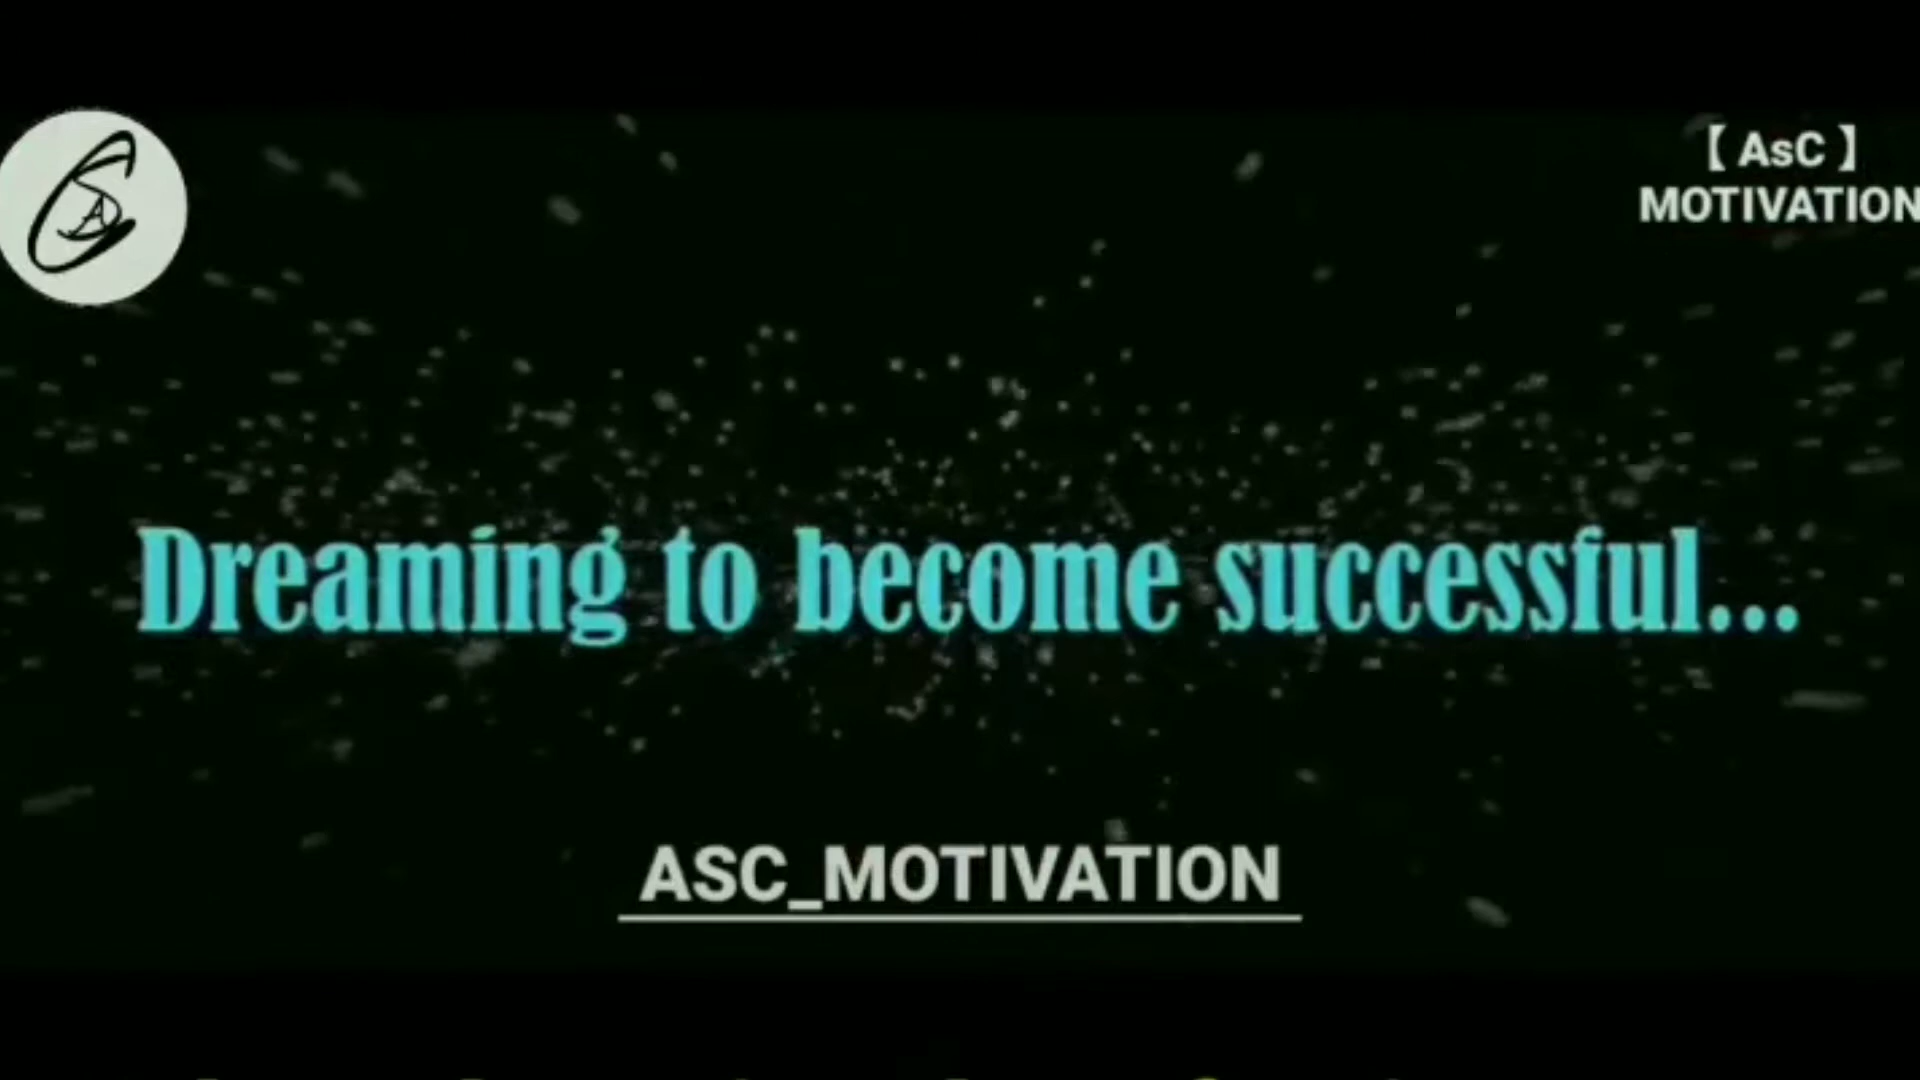 【 AsC 】
MOTIVATION
Dreaming to become successful...
ASC_MOTIVATION